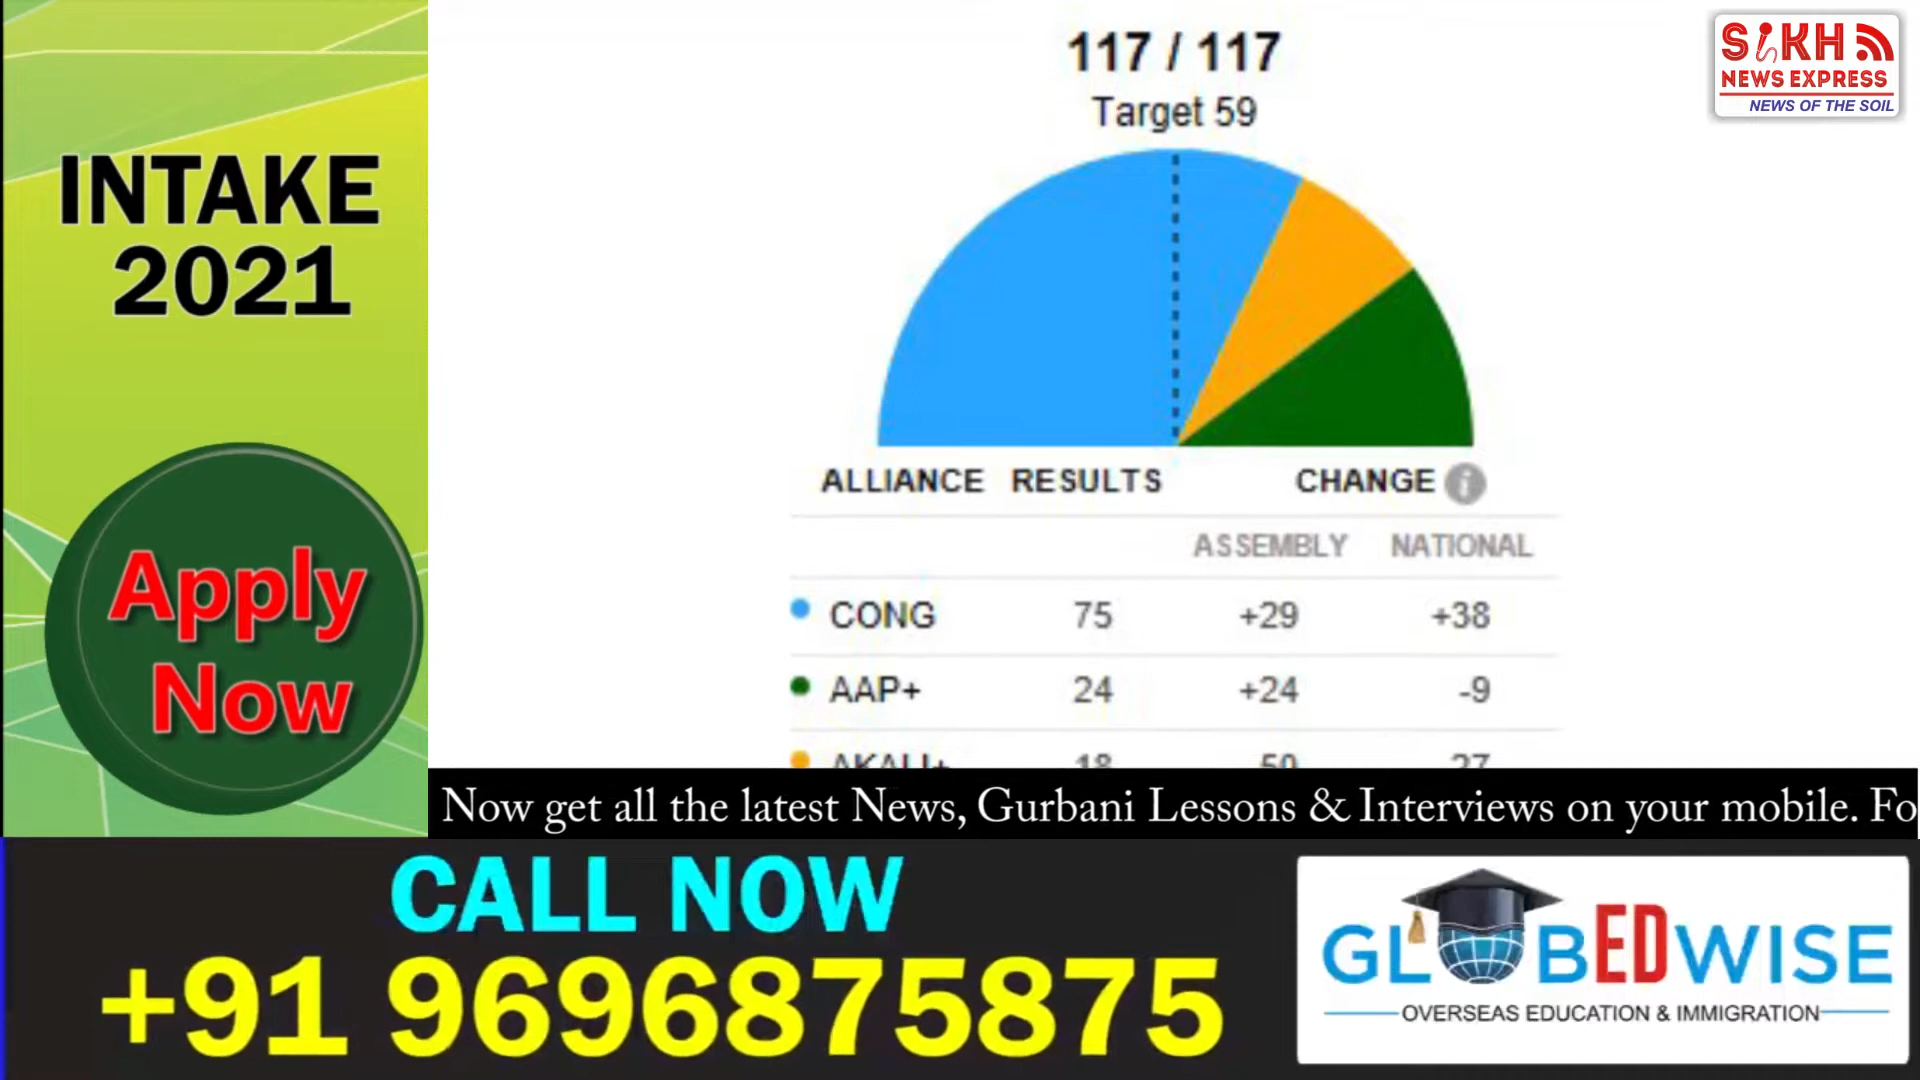 INTAKE
2021
Apply
Now
117 / 117
Target 59
SiKH
NEWS EXPRESS
NEWS OF THE SOIL
ALLIANCE RESULTS CHANGE i
ASSEMBLY NATIONAL
CONG 75 +29 +38
AAP+ 24 +24 -9
Now get all the latest News, Gurbani Lessons & Interviews on your mobile. Fo
CALL NOW
+91 9696875875
GLOBEDWISE
OVERSEAS EDUCATION & IMMIGRATION